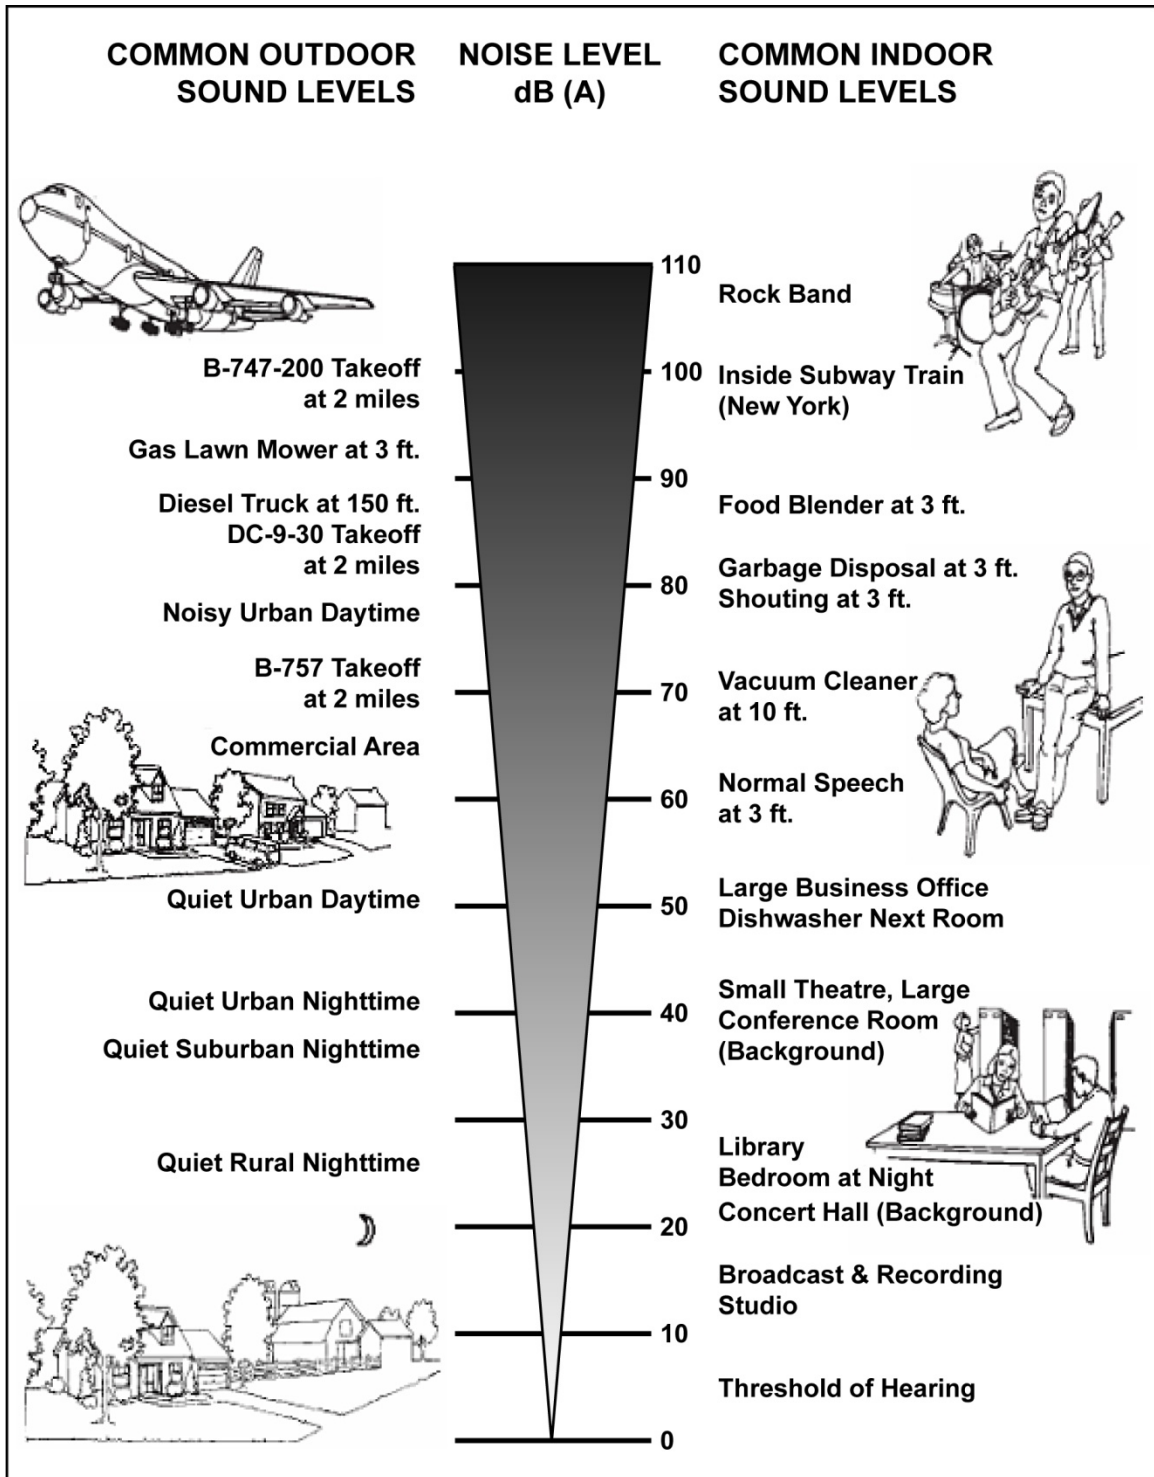 COMMON OUTDOOR
SOUND LEVELS
NOISE LEVEL
dB (A)
COMMON INDOOR
SOUND LEVELS
110
Rock Band
B-747-200 Takeoff
at 2 miles
100
Inside Subway Train
(New York)
Gas Lawn Mower at 3 ft.
90
Diesel Truck at 150 ft.
DC-9-30 Takeoff
at 2 miles
Food Blender at 3 ft.
80
Garbage Disposal at 3 ft.
Shouting at 3 ft.
Noisy Urban Daytime
B-757 Takeoff
at 2 miles
70
Vacuum Cleaner
at 10 ft.
Commercial Area
60
Normal Speech
at 3 ft.
Quiet Urban Daytime
50
Large Business Office
Dishwasher Next Room
Quiet Urban Nighttime
40
Small Theatre, Large
Conference Room
(Background)
Quiet Suburban Nighttime
30
Quiet Rural Nighttime
Library
Bedroom at Night
Concert Hall (Background)
20
Broadcast & Recording
Studio
10
Threshold of Hearing
0